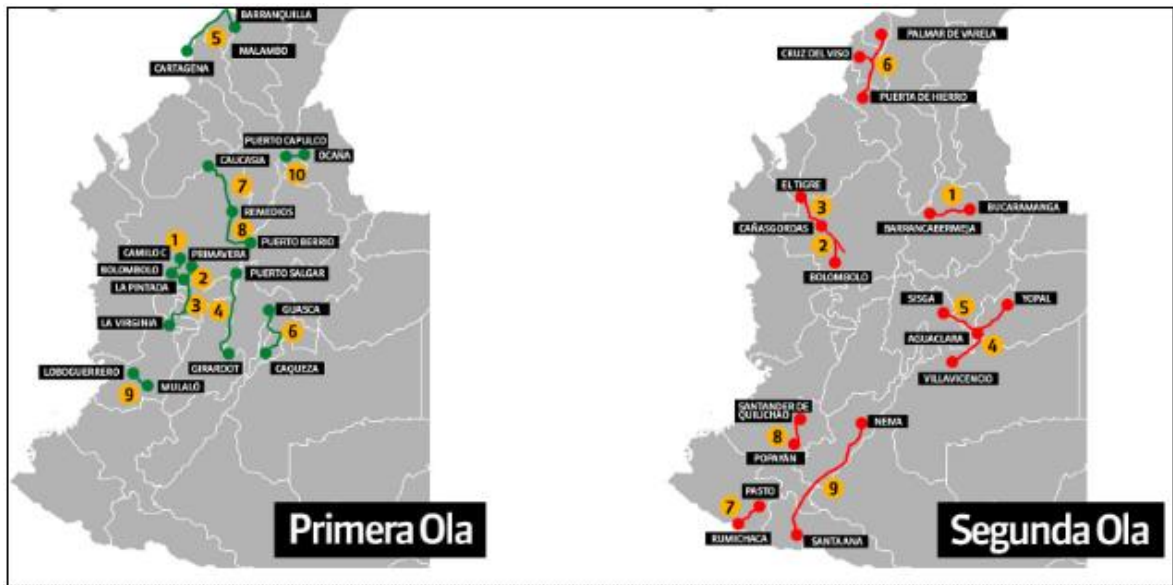 BARRANQUILLA
5
MALAMBO
CARTAGENA
PUERTO CAPULCO
CAUCASIA
OCAÑA
7
10
REMEDIOS
8
1
PUERTO BERRIO
CAMILO C
PRIMAVERA
BOLOMBOLO
2
PUERTO SALGAR
LA PINTADA
3
4
GUASCA
LA VIRGINIA
6
GIRARDOT
CAQUEZA
LOBOGUERRERO
MULALÓ
9
Primera Ola
PALMAR DE VARELA
CRUZ DEL VISO
6
PUERTA DE HIERRO
EL TIGRE
3
1
BUCARAMANGA
CAÑASGORDAS
BARRANCABERMEJA
2
BOLOMBOLO
SISGA
5
YOPAL
AGUACLARA
4
VILLAVICENCIO
SANTANDER DE
QUILICHAO
NEIVA
8
POPAYÁN
9
PASTO
7
RUMICHACA
SANTA ANA
Segunda Ola